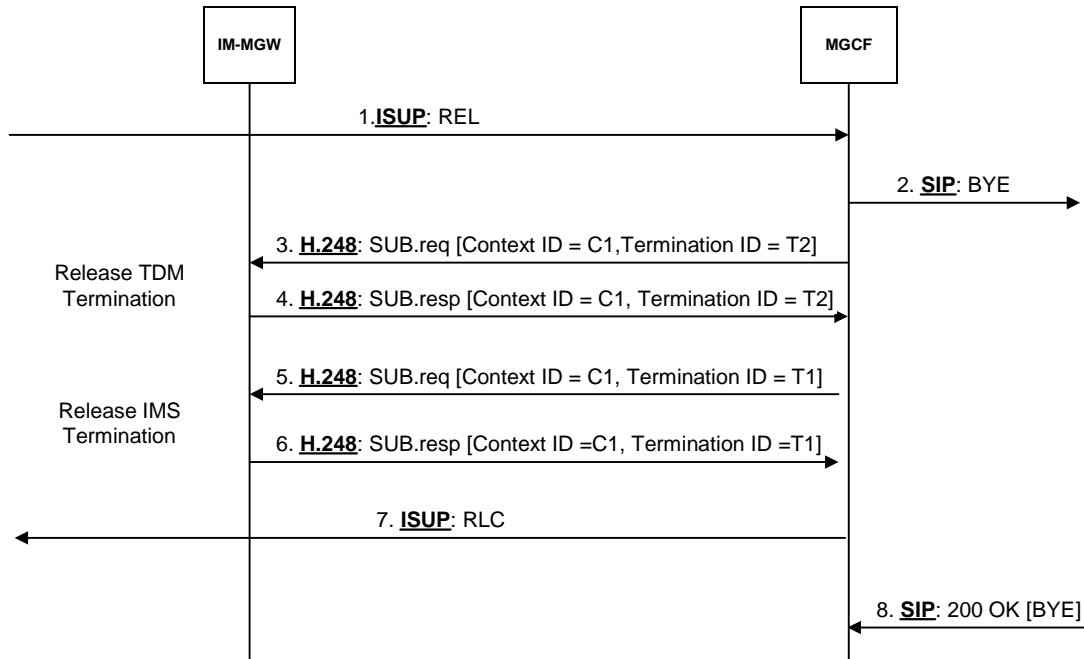 IM-MGW
MGCF
1.ISUP: REL
2. SIP: BYE
3. H.248: SUB.req [Context ID = C1,Termination ID = T2]
Release TDM
Termination
4. H.248: SUB.resp [Context ID = C1, Termination ID = T2]
5. H.248: SUB.req [Context ID = C1, Termination ID = T1]
Release IMS
Termination
6. H.248: SUB.resp [Context ID =C1, Termination ID =T1]
7. ISUP: RLC
8. SIP: 200 OK [BYE]